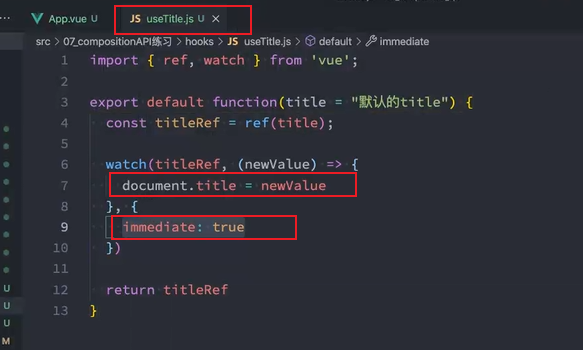 ... App.vue U JS useTitle.js U ×
src > 07_compositionAPI练习 > hooks > JS useTitle.js > default > immediate
1 import { ref, watch } from 'vue';
2
3 export default function(title = "默认的title") {
4 const titleRef = ref(title);
5
6 watch(titleRef, (newValue) => {
7 document.title = newValue
8 }, {
9 immediate: true
10 })
11
U 12 return titleRef
U 13 }
U
M